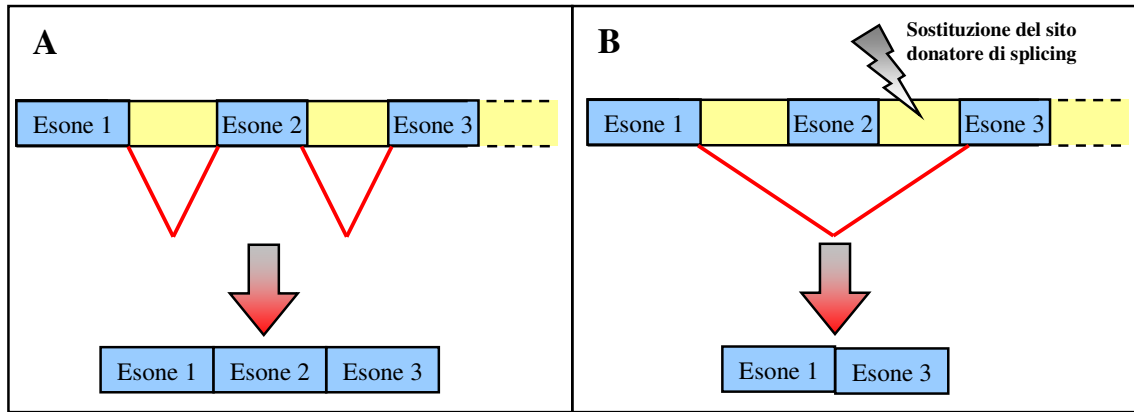 A
Esone 1
Esone 2
Esone 3
Esone 1
Esone 2
Esone 3
B
Sostituzione del sito
donatore di splicing
Esone 1
Esone 2
Esone 3
Esone 1
Esone 3